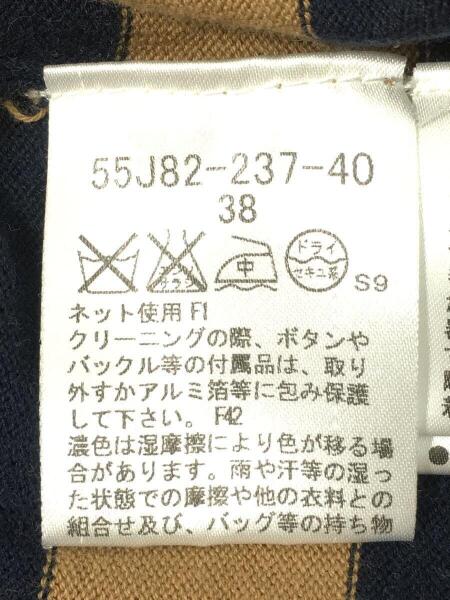 55J82-237-40
38
中 ドライ セキユ系 S9
ネット使用 F1
クリーニングの際、ボタンや
バックル等の付属品は、取り
外すかアルミ箔等に包み保護
して下さい。 F42
濃色は湿摩擦により色が移る場
合があります。雨や汗等の湿っ
た状態での摩擦や他の衣料との
組合せ及び、バッグ等の持ち物